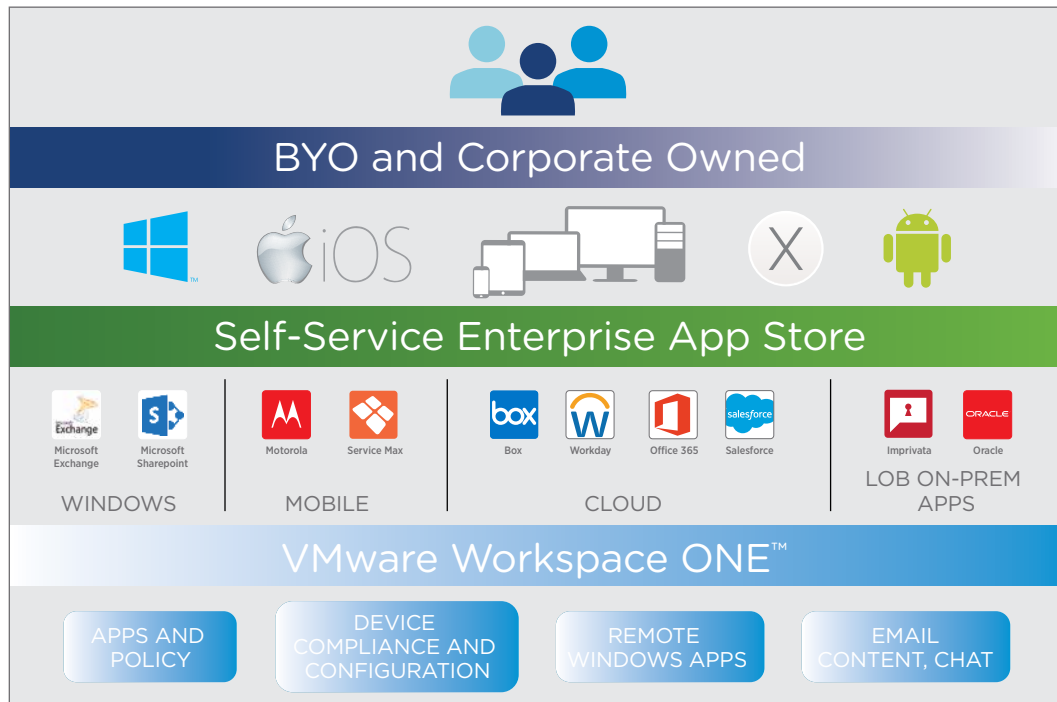 BYO and Corporate Owned
™
iOS
X
Self-Service Enterprise App Store
Exchange
S
box
W
salesforce
ORACLE
Microsoft
Exchange
Microsoft
Sharepoint
Motorola
Service Max
Box
Workday
Office 365
Salesforce
Imprivata
Oracle
WINDOWS
MOBILE
CLOUD
LOB ON-PREM
APPS
VMware Workspace ONE™
APPS AND
POLICY
DEVICE
COMPLIANCE AND
CONFIGURATION
REMOTE
WINDOWS APPS
EMAIL
CONTENT, CHAT